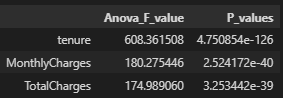 Anova_F_value P_values
tenure 608.361508 4.750854e-126
MonthlyCharges 180.275446 2.524172e-40
TotalCharges 174.989060 3.253442e-39